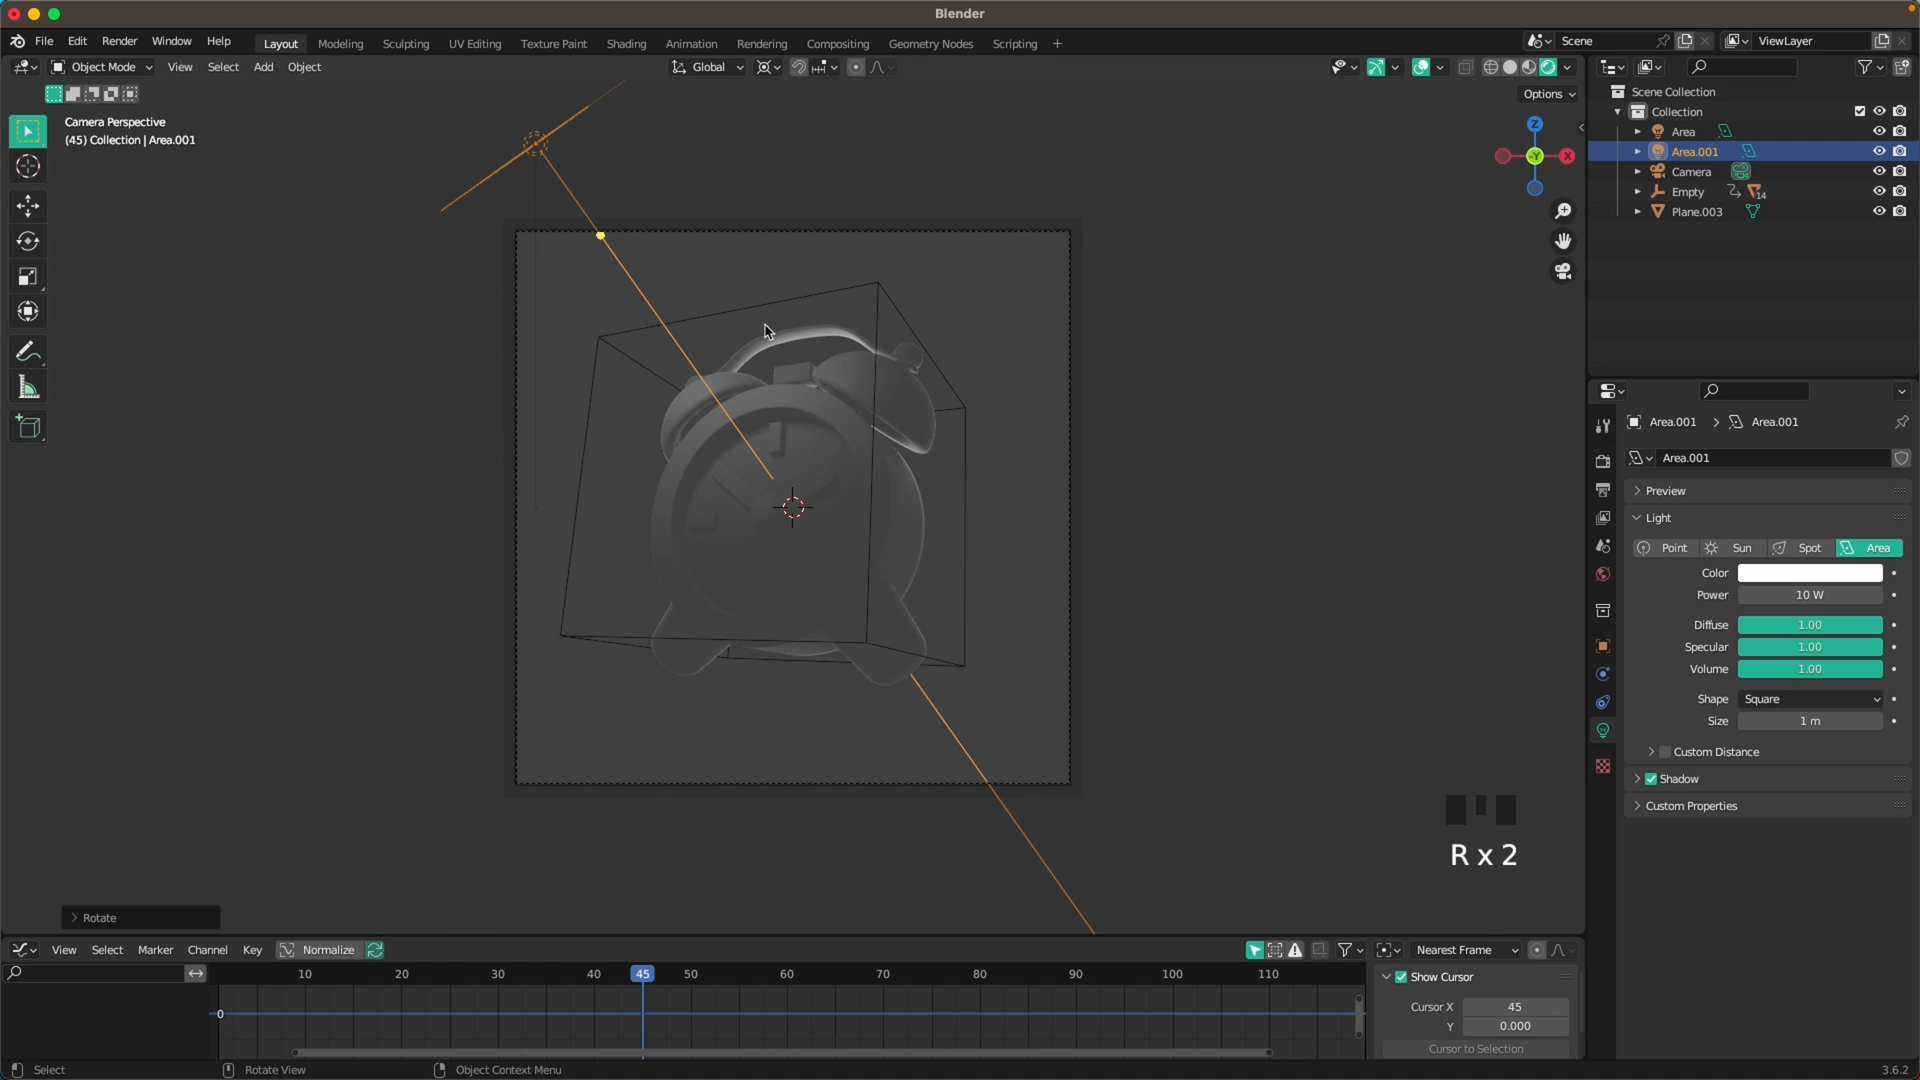 Blender
File Edit Render Window Help
Layout Modeling Sculpting UV Editing Texture Paint Shading Animation Rendering Compositing Geometry Nodes Scripting +
Scene
ViewLayer
Object Mode View Select Add Object
Global
Options
Camera Perspective
(45) Collection | Area.001
Z
-Y
X
Scene Collection
Collection
Area
Area.001
Camera
Empty
14
Plane.003
Area.001 > Area.001
Area.001
Preview
Light
Point Sun Spot Area
Color
Power 10 W
Diffuse 1.00
Specular 1.00
Volume 1.00
Shape Square
Size 1 m
Custom Distance
Shadow
Custom Properties
R x 2
Rotate
View Select Marker Channel Key Normalize
Nearest Frame
10 20 30 40 45 50 60 70 80 90 100 110
0
Show Cursor
Cursor X 45
Y 0.000
Cursor to Selection
Select
Rotate View
Object Context Menu
3.6.2